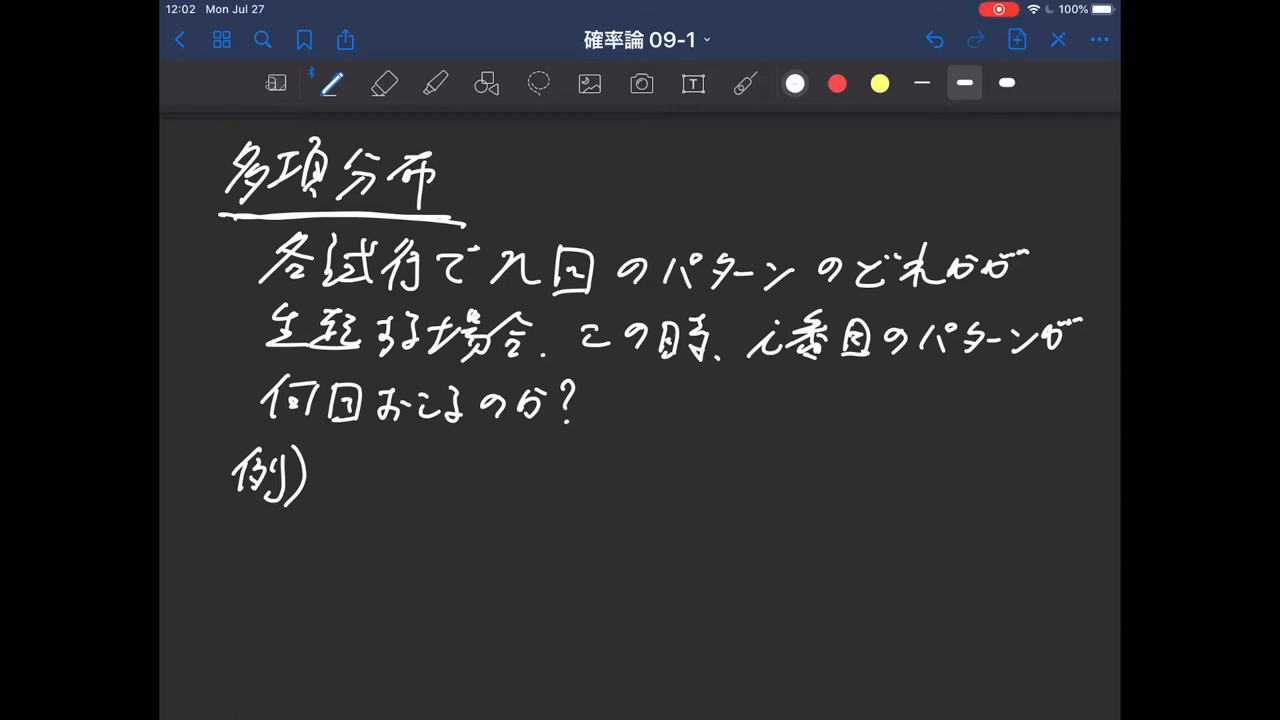 12:02 Mon Jul 27 100%
確率論 09-1
多項分布
各試行でn回のパターンのどれかが
生起する場合. この時、i番目のパターンが
何回おこるのか?
例)